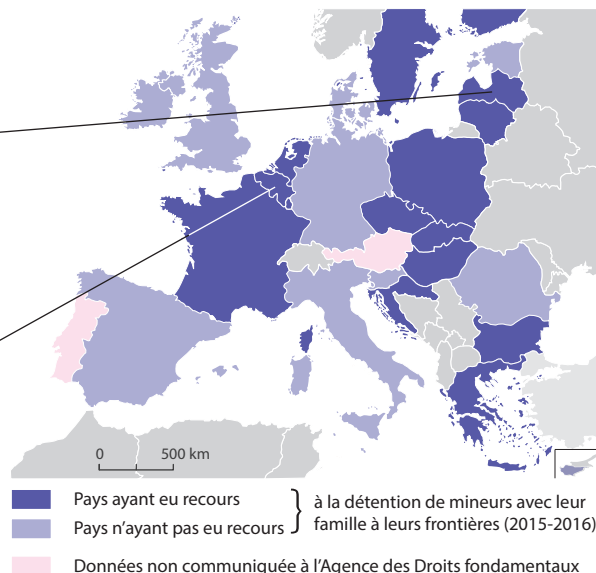 0 500 km
Pays ayant eu recours
Pays n'ayant pas eu recours
à la détention de mineurs avec leur
famille à leurs frontières (2015-2016)
Données non communiquée à l'Agence des Droits fondamentaux